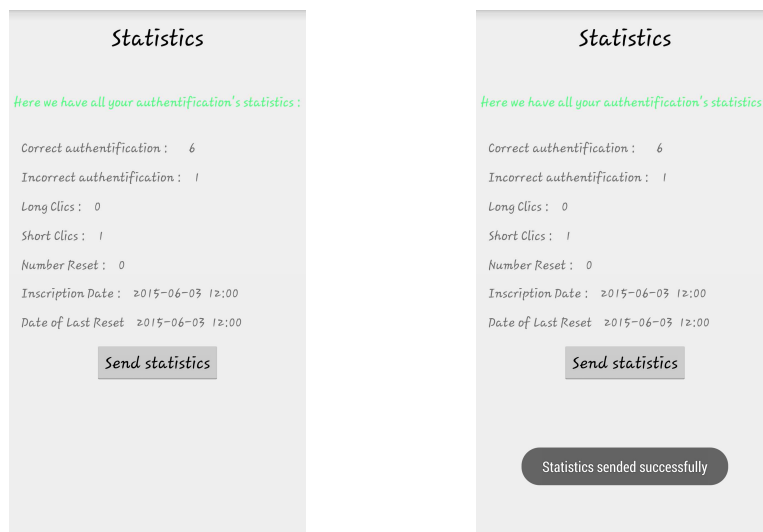 Statistics
Here we have all your authentification's statistics :
Correct authentification : 6
Incorrect authentification : 1
Long Clics : 0
Short Clics : 1
Number Reset : 0
Inscription Date : 2015-06-03 12:00
Date of Last Reset 2015-06-03 12:00
Send statistics
Statistics
Here we have all your authentification's statistics
Correct authentification : 6
Incorrect authentification : 1
Long Clics : 0
Short Clics : 1
Number Reset : 0
Inscription Date : 2015-06-03 12:00
Date of Last Reset 2015-06-03 12:00
Send statistics
Statistics sended successfully